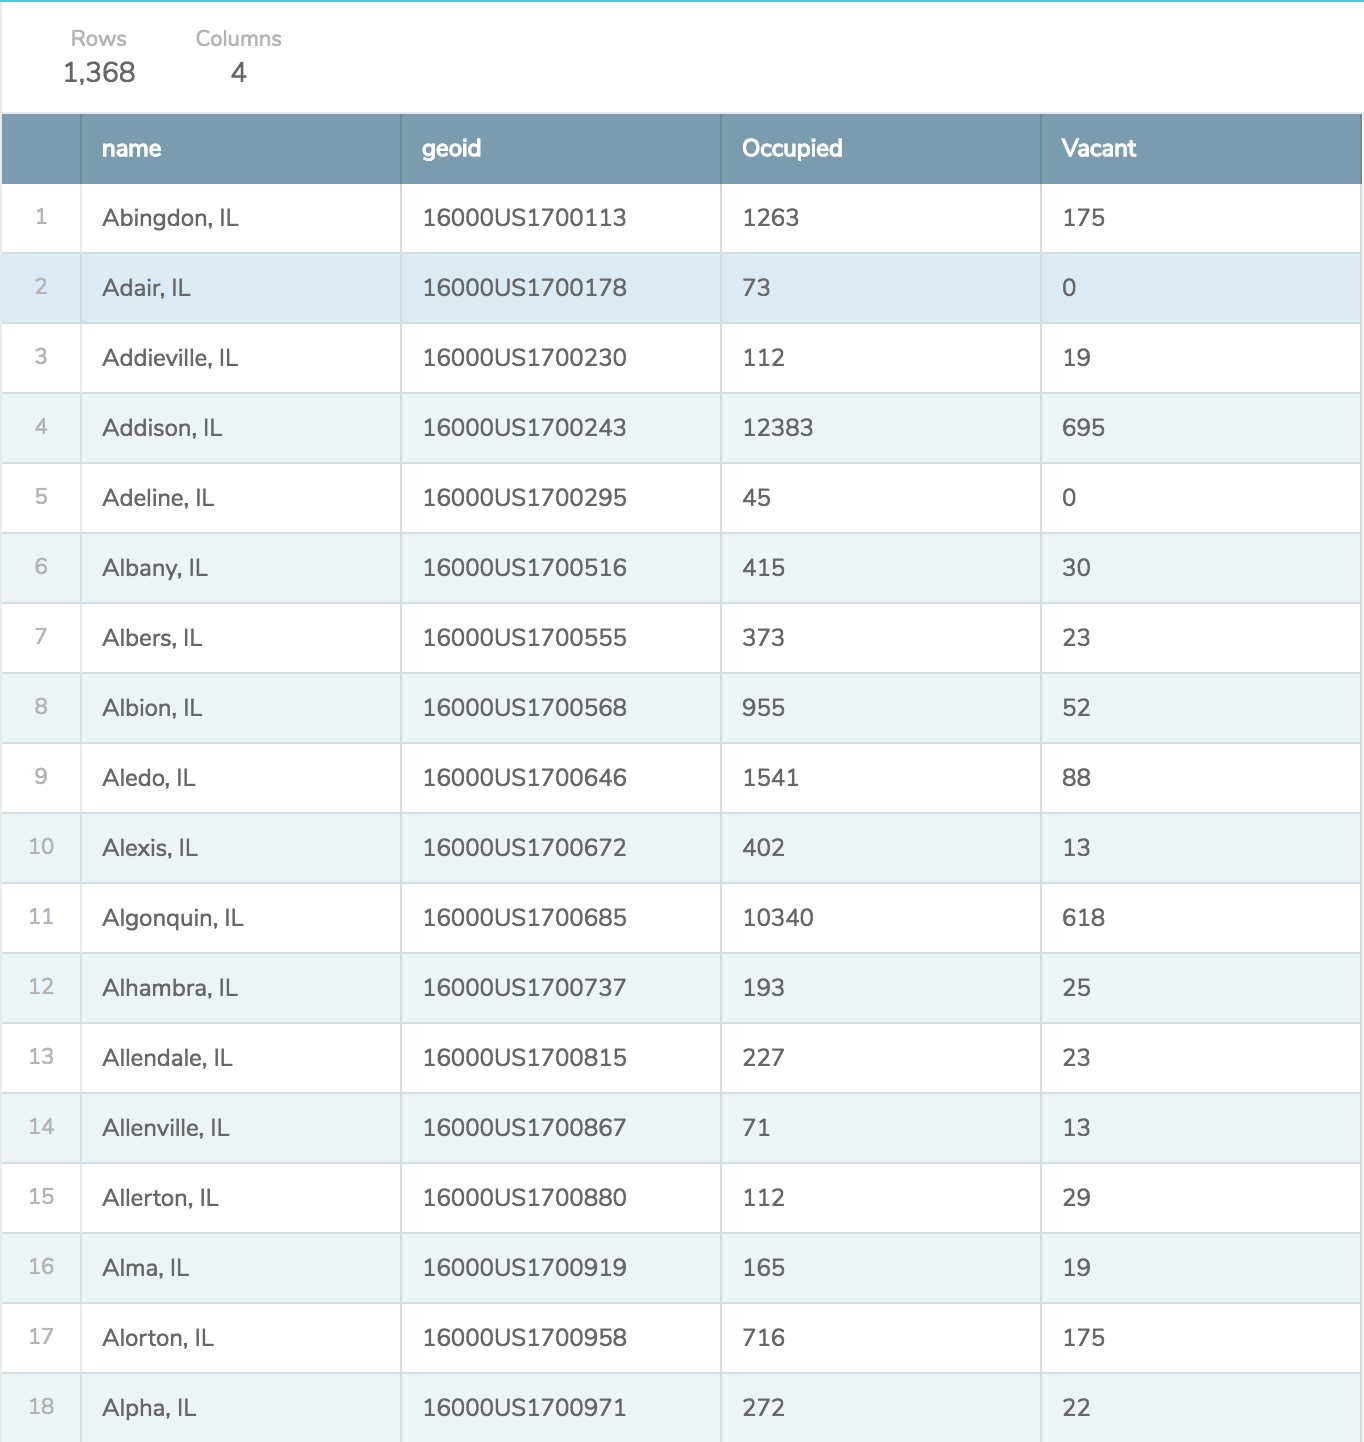 Rows Columns
1,368 4
name geoid Occupied Vacant
1 Abingdon, IL 16000US1700113 1263 175
2 Adair, IL 16000US1700178 73 0
3 Addieville, IL 16000US1700230 112 19
4 Addison, IL 16000US1700243 12383 695
5 Adeline, IL 16000US1700295 45 0
6 Albany, IL 16000US1700516 415 30
7 Albers, IL 16000US1700555 373 23
8 Albion, IL 16000US1700568 955 52
9 Aledo, IL 16000US1700646 1541 88
10 Alexis, IL 16000US1700672 402 13
11 Algonquin, IL 16000US1700685 10340 618
12 Alhambra, IL 16000US1700737 193 25
13 Allendale, IL 16000US1700815 227 23
14 Allenville, IL 16000US1700867 71 13
15 Allerton, IL 16000US1700880 112 29
16 Alma, IL 16000US1700919 165 19
17 Alorton, IL 16000US1700958 716 175
18 Alpha, IL 16000US1700971 272 22